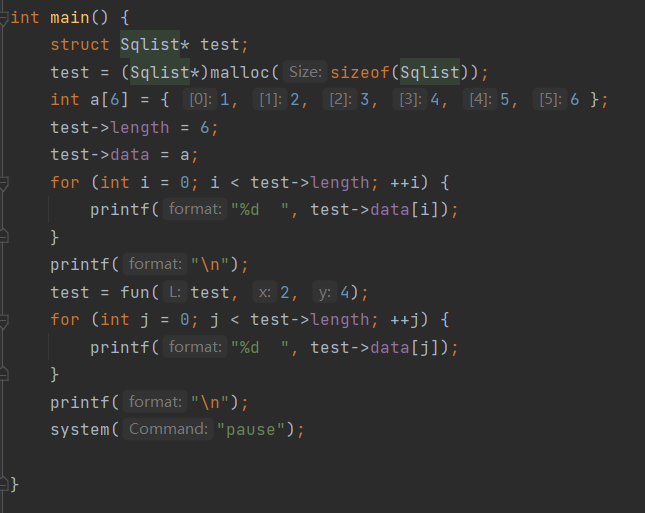 int main() {
    struct Sqlist* test;
    test = (Sqlist*)malloc( Size: sizeof(Sqlist));
    int a[6] = { [0]: 1, [1]: 2, [2]: 3, [3]: 4, [4]: 5, [5]: 6 };
    test->length = 6;
    test->data = a;
    for (int i = 0; i < test->length; ++i) {
        printf( format: "%d  ", test->data[i]);
    }
    printf( format: "\n");
    test = fun( L: test, x: 2, y: 4);
    for (int j = 0; j < test->length; ++j) {
        printf( format: "%d  ", test->data[j]);
    }
    printf( format: "\n");
    system( Command: "pause");
}